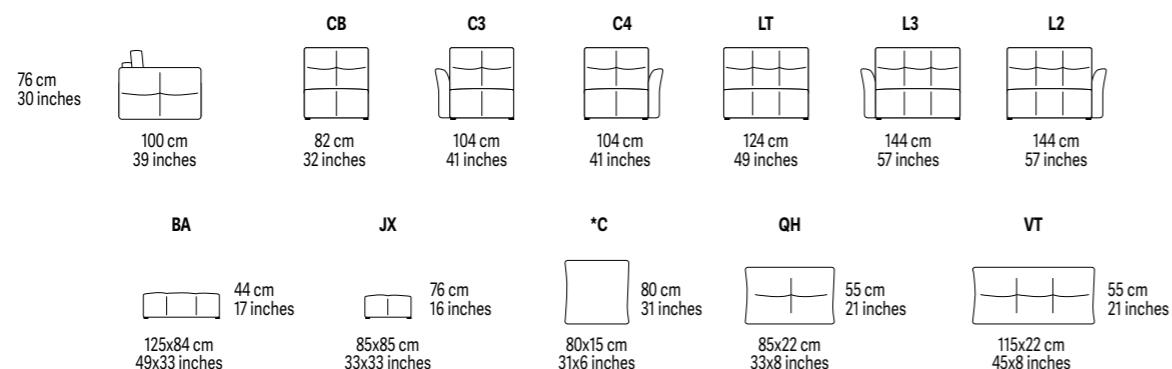 CB
C3
C4
LT
L3
L2
76 cm
30 inches
100 cm
39 inches
82 cm
32 inches
104 cm
41 inches
104 cm
41 inches
124 cm
49 inches
144 cm
57 inches
144 cm
57 inches
BA
JX
*C
QH
VT
44 cm
17 inches
76 cm
16 inches
80 cm
31 inches
55 cm
21 inches
55 cm
21 inches
125x84 cm
49x33 inches
85x85 cm
33x33 inches
80x15 cm
31x6 inches
85x22 cm
33x8 inches
115x22 cm
45x8 inches